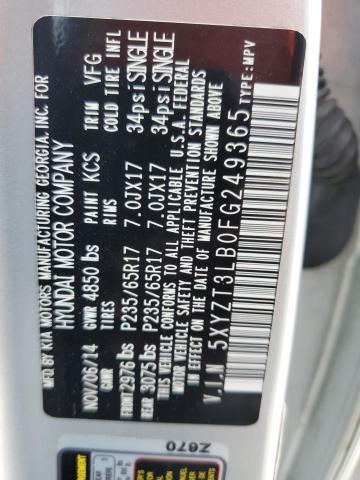 MFD. BY KIA MOTORS MANUFACTURING GEORGIA, INC. FOR
HYUNDAI MOTOR COMPANY
NOV/06/14 PAINT KCS TRIM VFG
GVWR 4850 lbs TIRES COLD TIRE INFL
FRONT 2976 lbs P235/65R17 7.0JX17 34psi SINGLE
REAR 3075 lbs P235/65R17 7.0JX17 34psi SINGLE
THIS VEHICLE CONFORMS TO ALL APPLICABLE U.S.A. FEDERAL
MOTOR VEHICLE SAFETY AND THEFT PREVENTION STANDARDS
IN EFFECT ON THE DATE OF MANUFACTURE SHOWN ABOVE.
V.I.N 5XYZT3LB0FG249365 TYPE: MPV
Z670